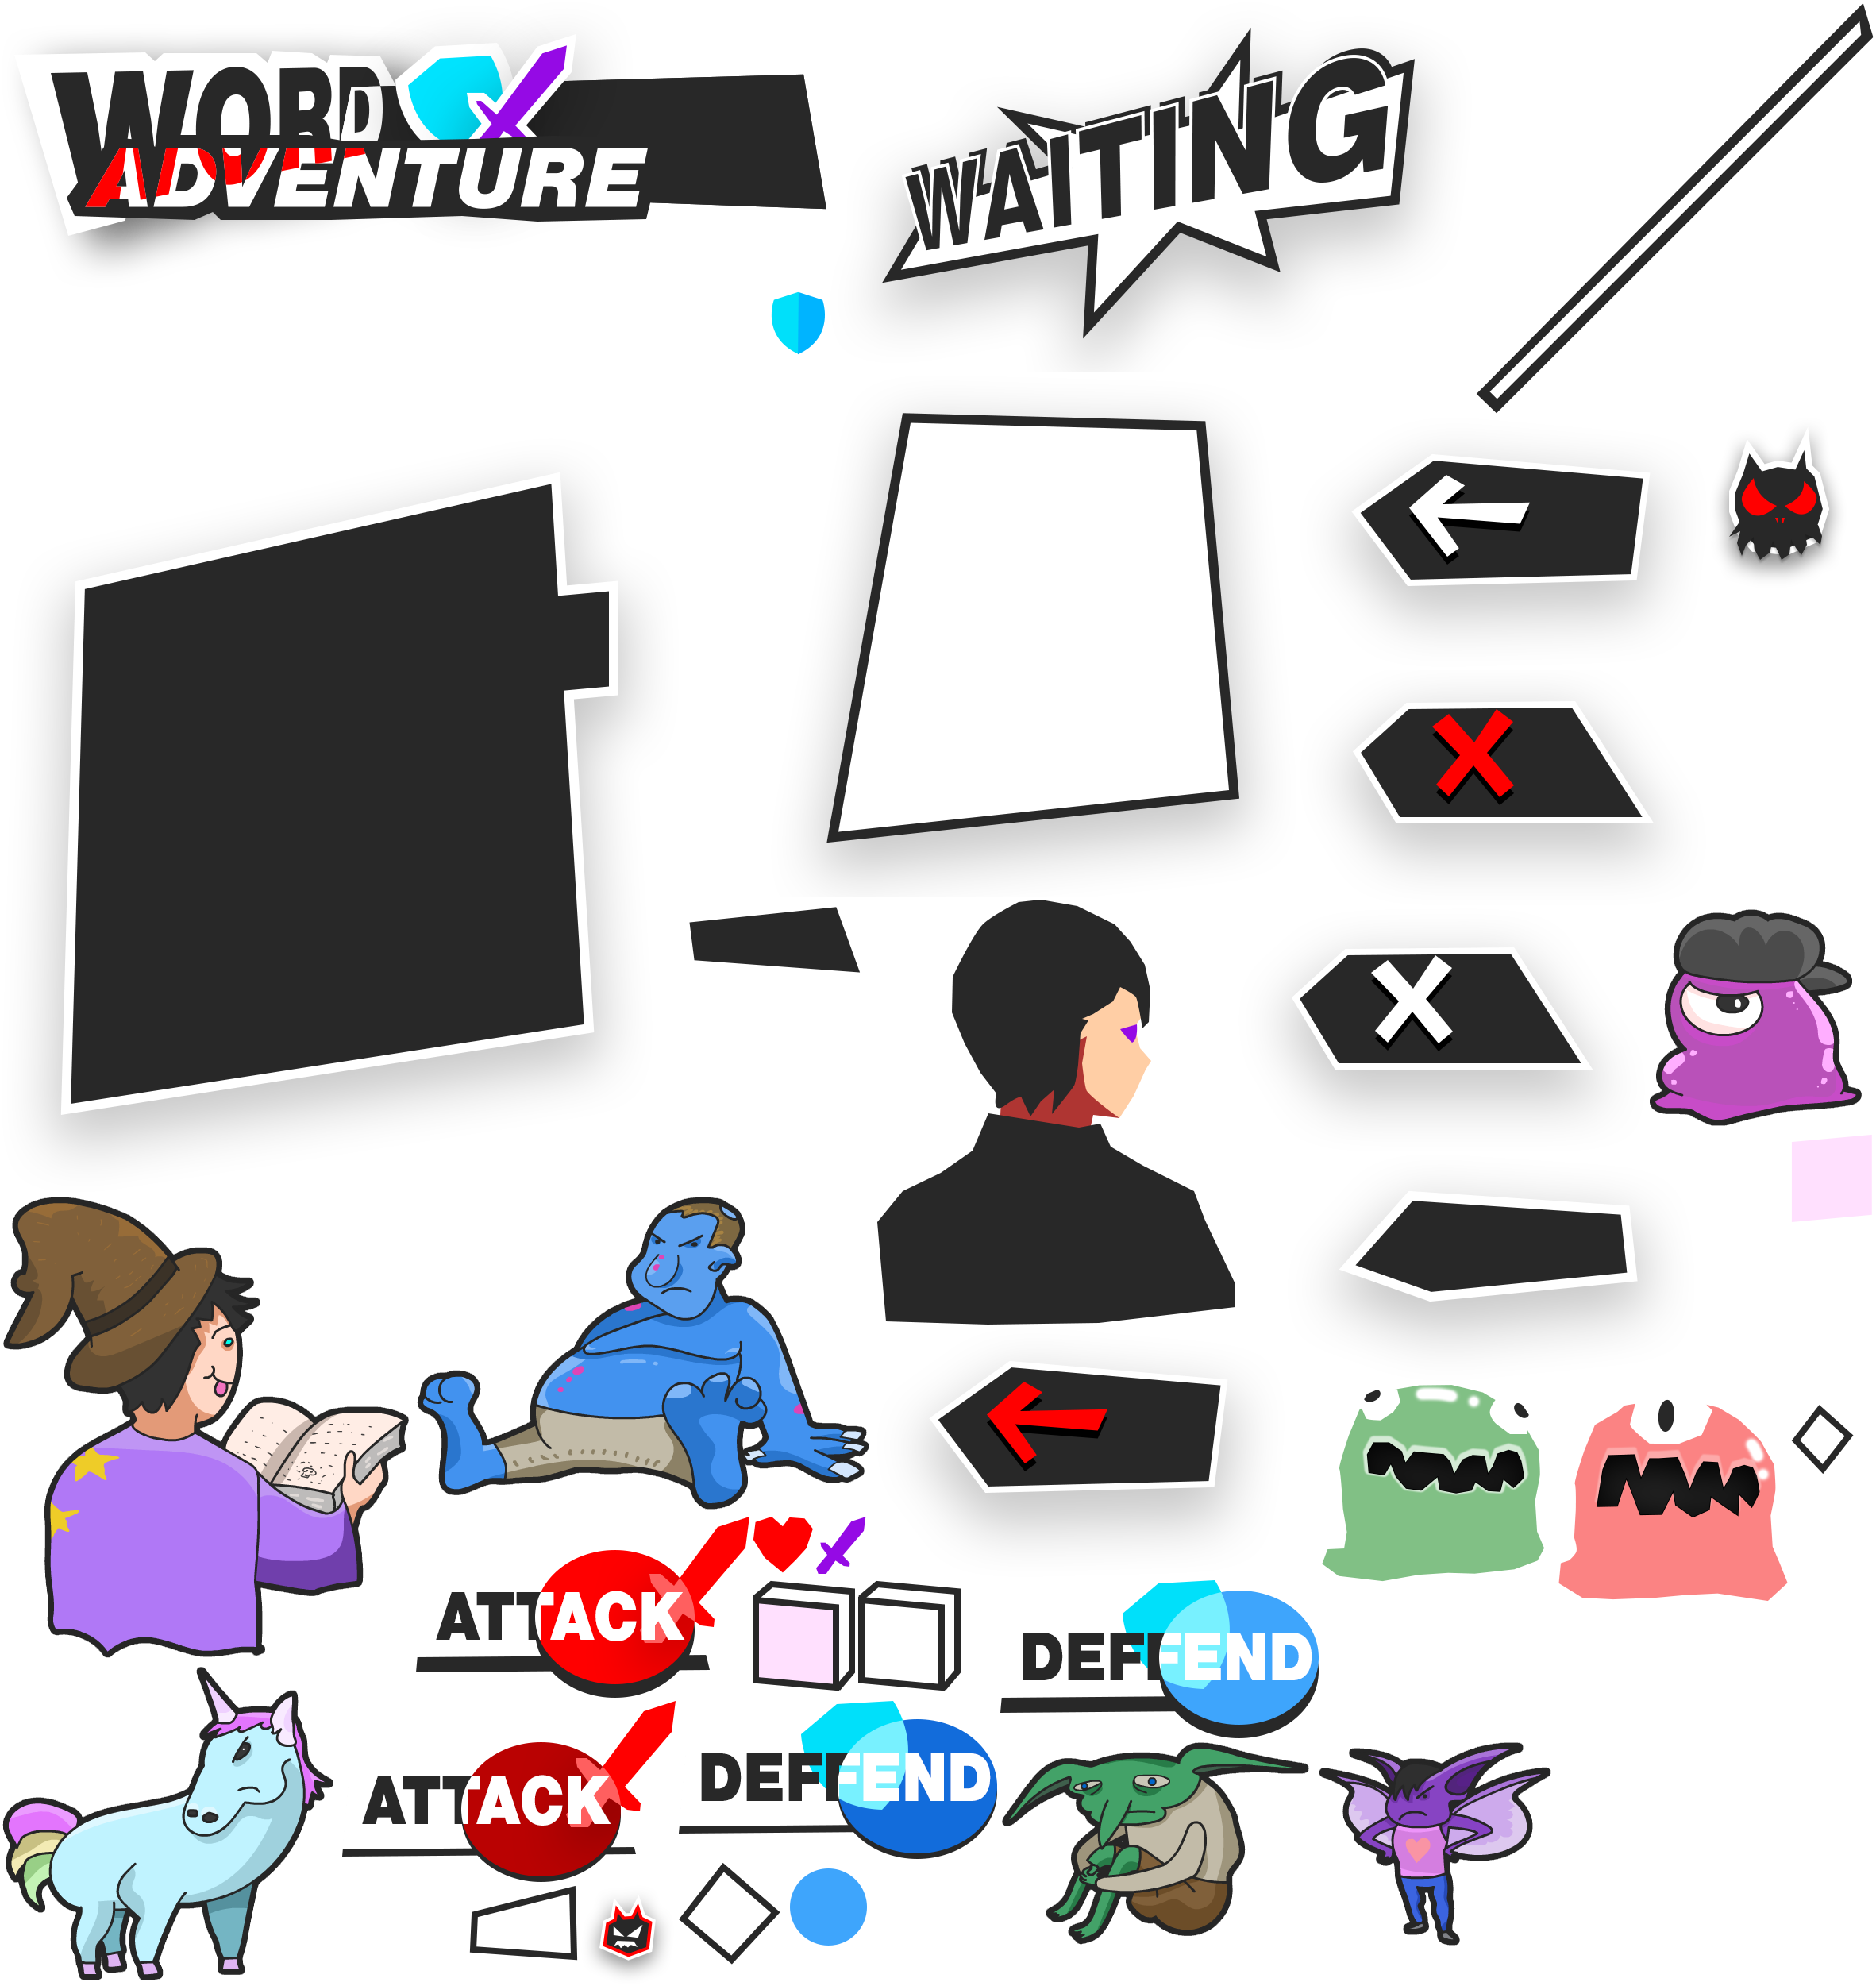 WORD
ADVENTURE
WAITING
ATTACK
DEFFEND
ATTACK
DEFFEND